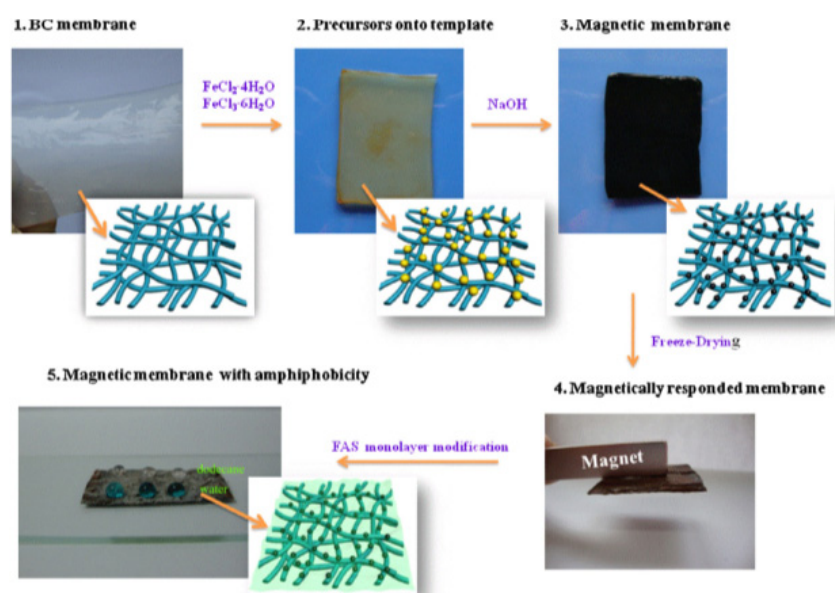 1. BC membrane
2. Precursors onto template
3. Magnetic membrane
FeCl₂·4H₂O
FeCl₃·6H₂O
NaOH
Freeze-Drying
5. Magnetic membrane with amphiphobicity
4. Magnetically responded membrane
FAS monolayer modification
Magnet
dodecane
water